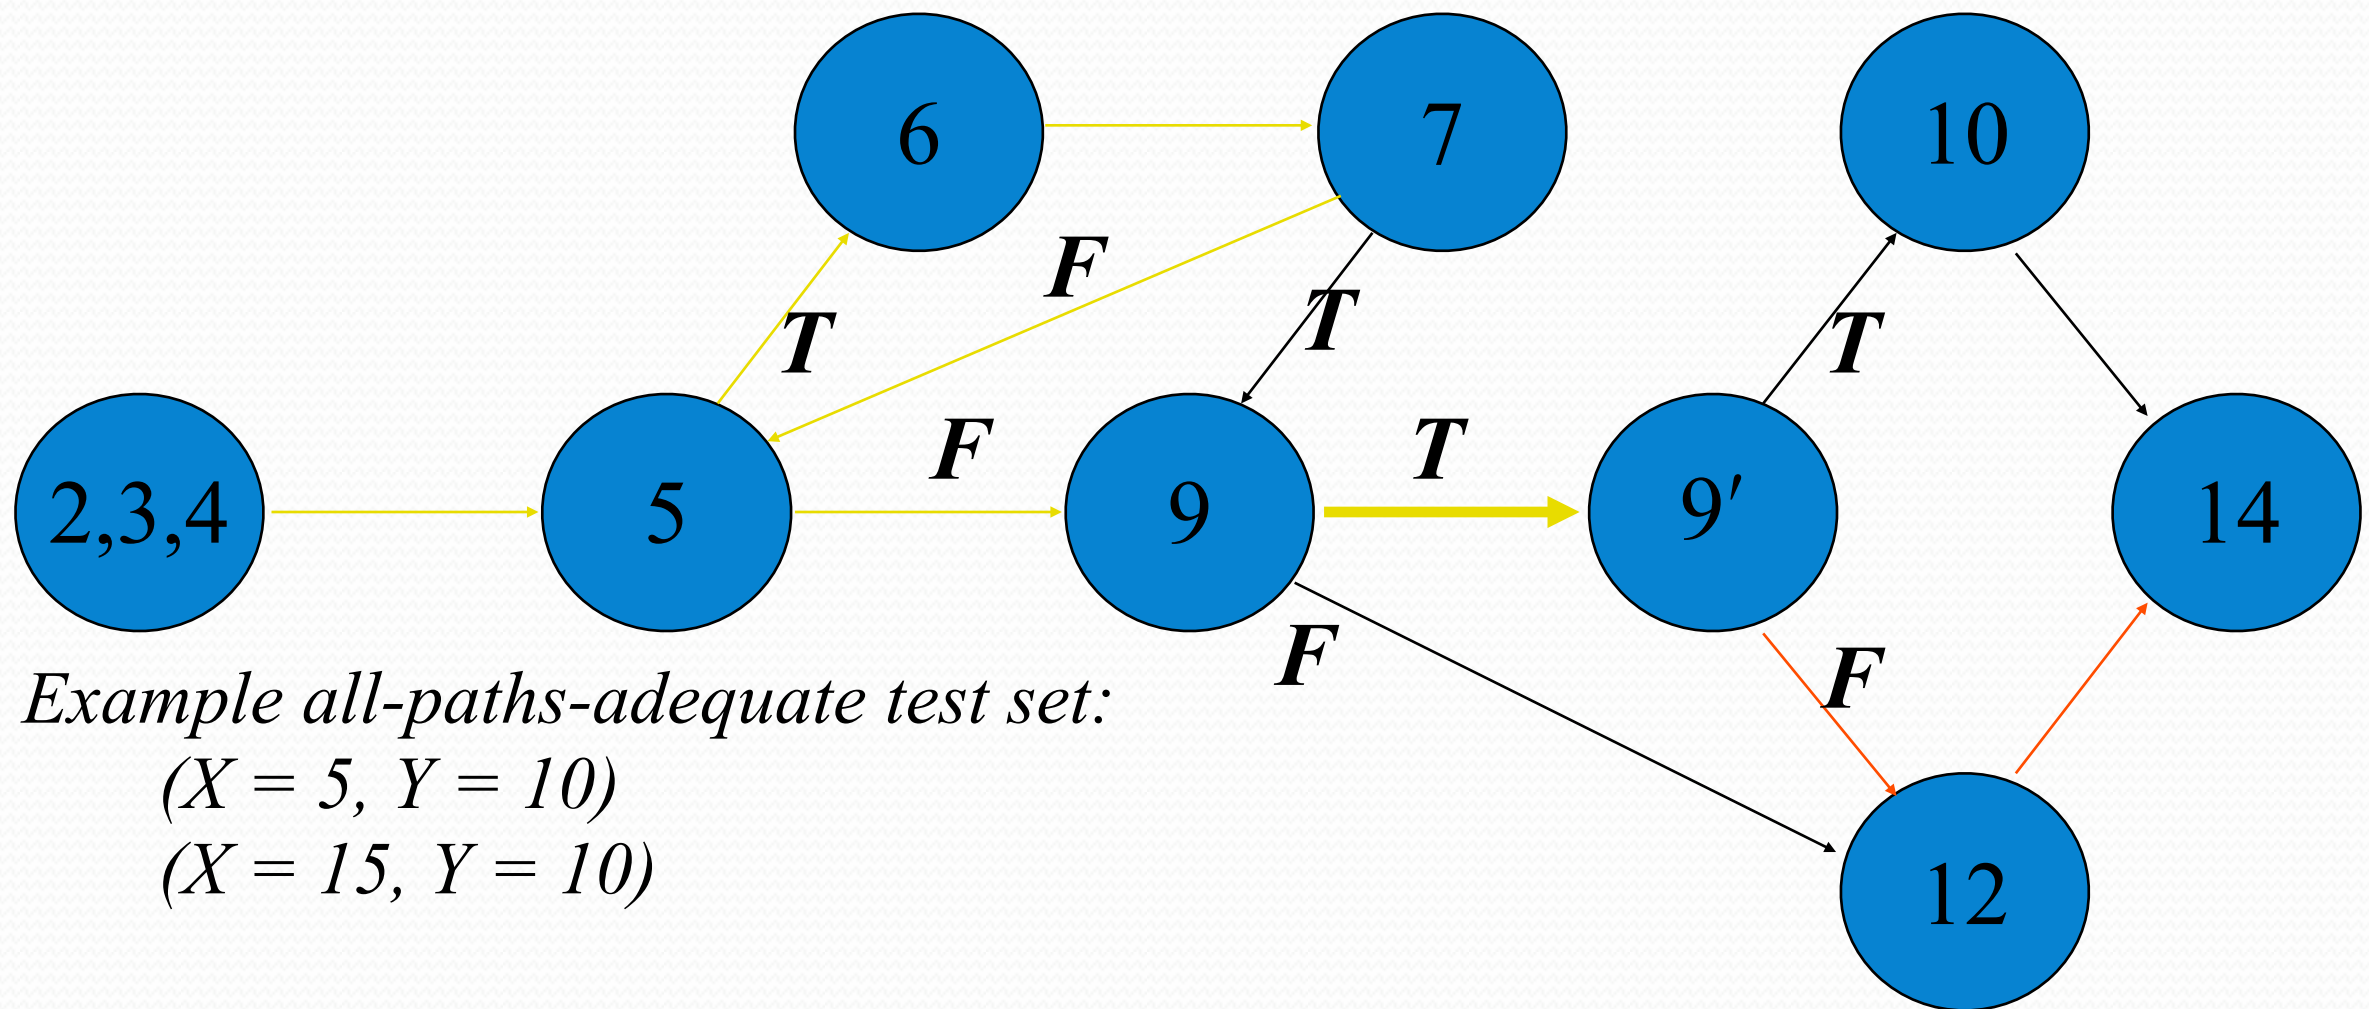 6
7
10
F
T
T
T
F
T
2,3,4
5
9
9′
14
F
F
Example all-paths-adequate test set:
(X = 5, Y = 10)
(X = 15, Y = 10)
12